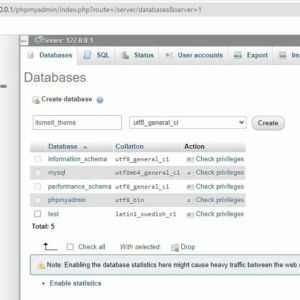 0.0.1/phpmyadmin/index.php?route=/server/databases&server=1
Server: 127.0.0.1
Databases SQL Status User accounts Export Im
Databases
Create database
itsmeit_theme utf8_general_ci Create
Database Collation Action
information_schema utf8_general_ci Check privileges
mysql utf8mb4_general_ci Check privileges
performance_schema utf8_general_ci Check privileges
phpmyadmin utf8_bin Check privileges
test latin1_swedish_ci Check privileges
Total: 5
Check all With selected: Drop
Note: Enabling the database statistics here might cause heavy traffic between the web
Enable statistics